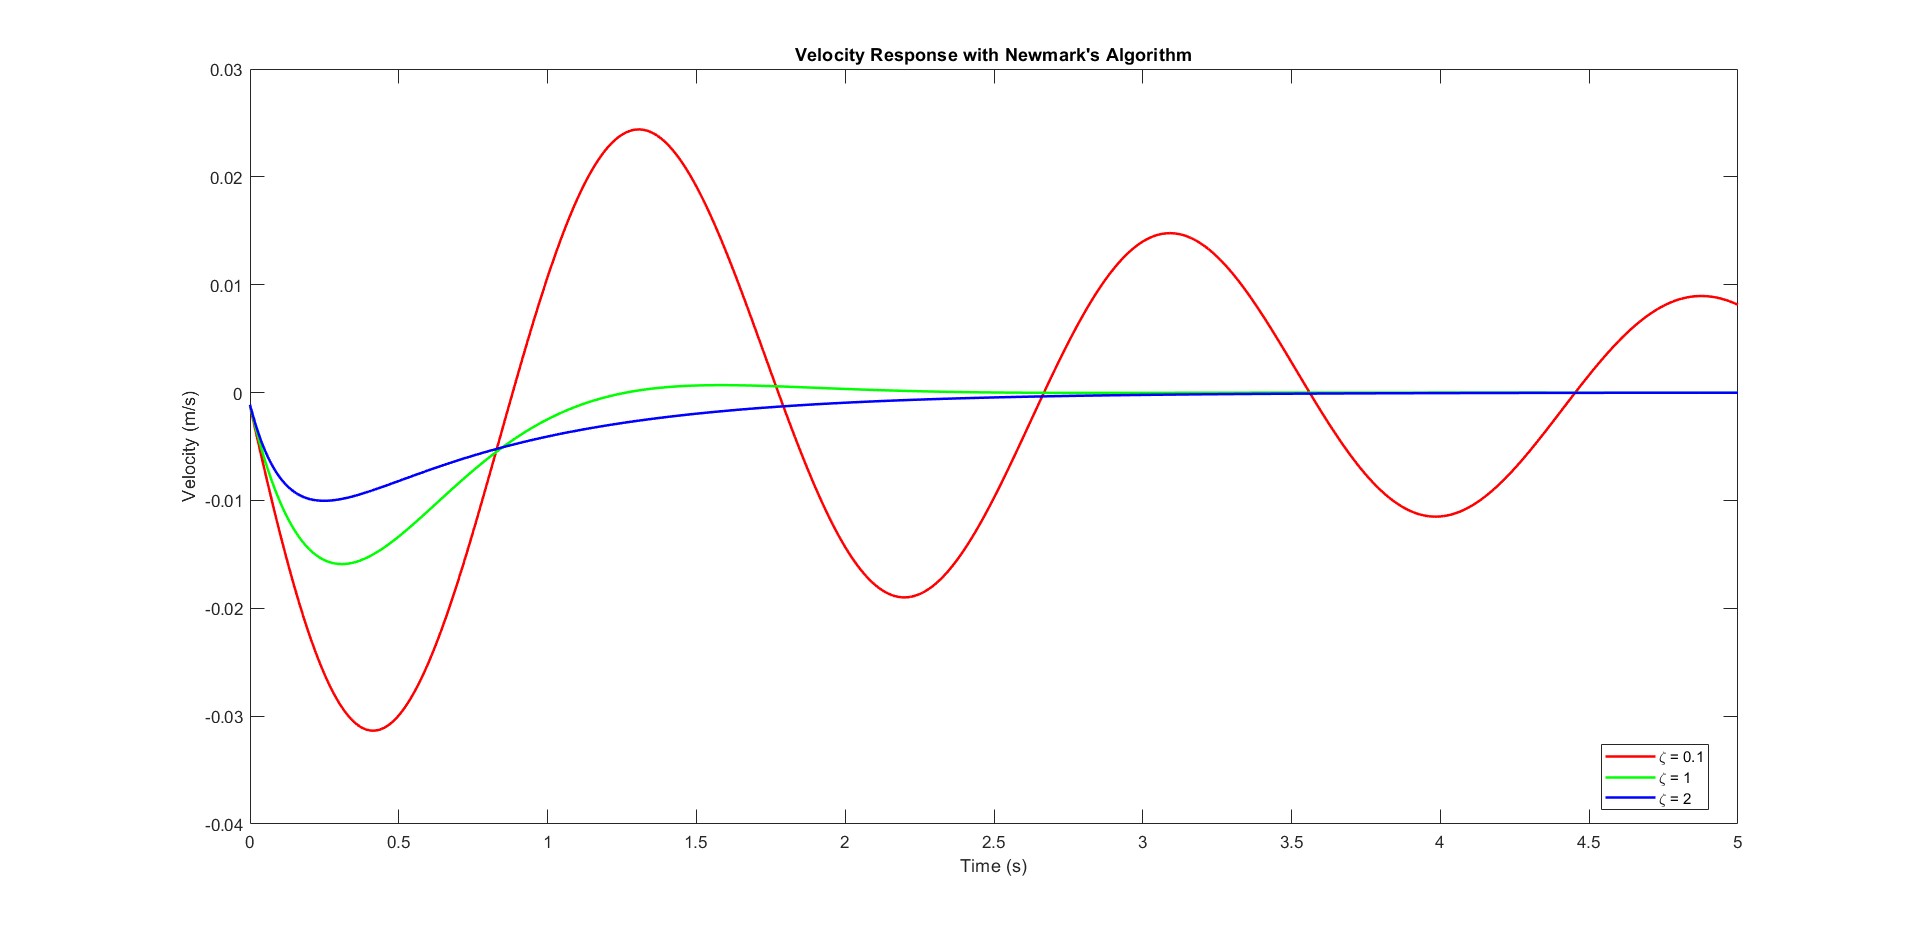 Velocity Response with Newmark's Algorithm
0.03
0.02
0.01
0
-0.01
-0.02
-0.03
-0.04
Velocity (m/s)
0 0.5 1 1.5 2 2.5 3 3.5 4 4.5 5
Time (s)
ζ = 0.1
ζ = 1
ζ = 2